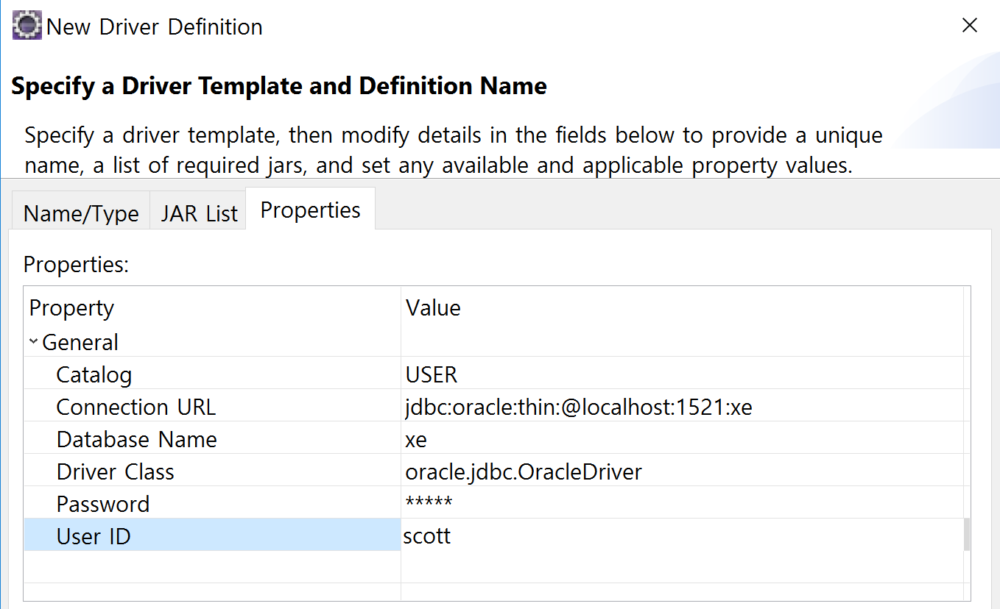 New Driver Definition
Specify a Driver Template and Definition Name
Specify a driver template, then modify details in the fields below to provide a unique
name, a list of required jars, and set any available and applicable property values.
Name/Type JAR List Properties
Properties:
Property Value
General
Catalog USER
Connection URL jdbc:oracle:thin:@localhost:1521:xe
Database Name xe
Driver Class oracle.jdbc.OracleDriver
Password *****
User ID scott